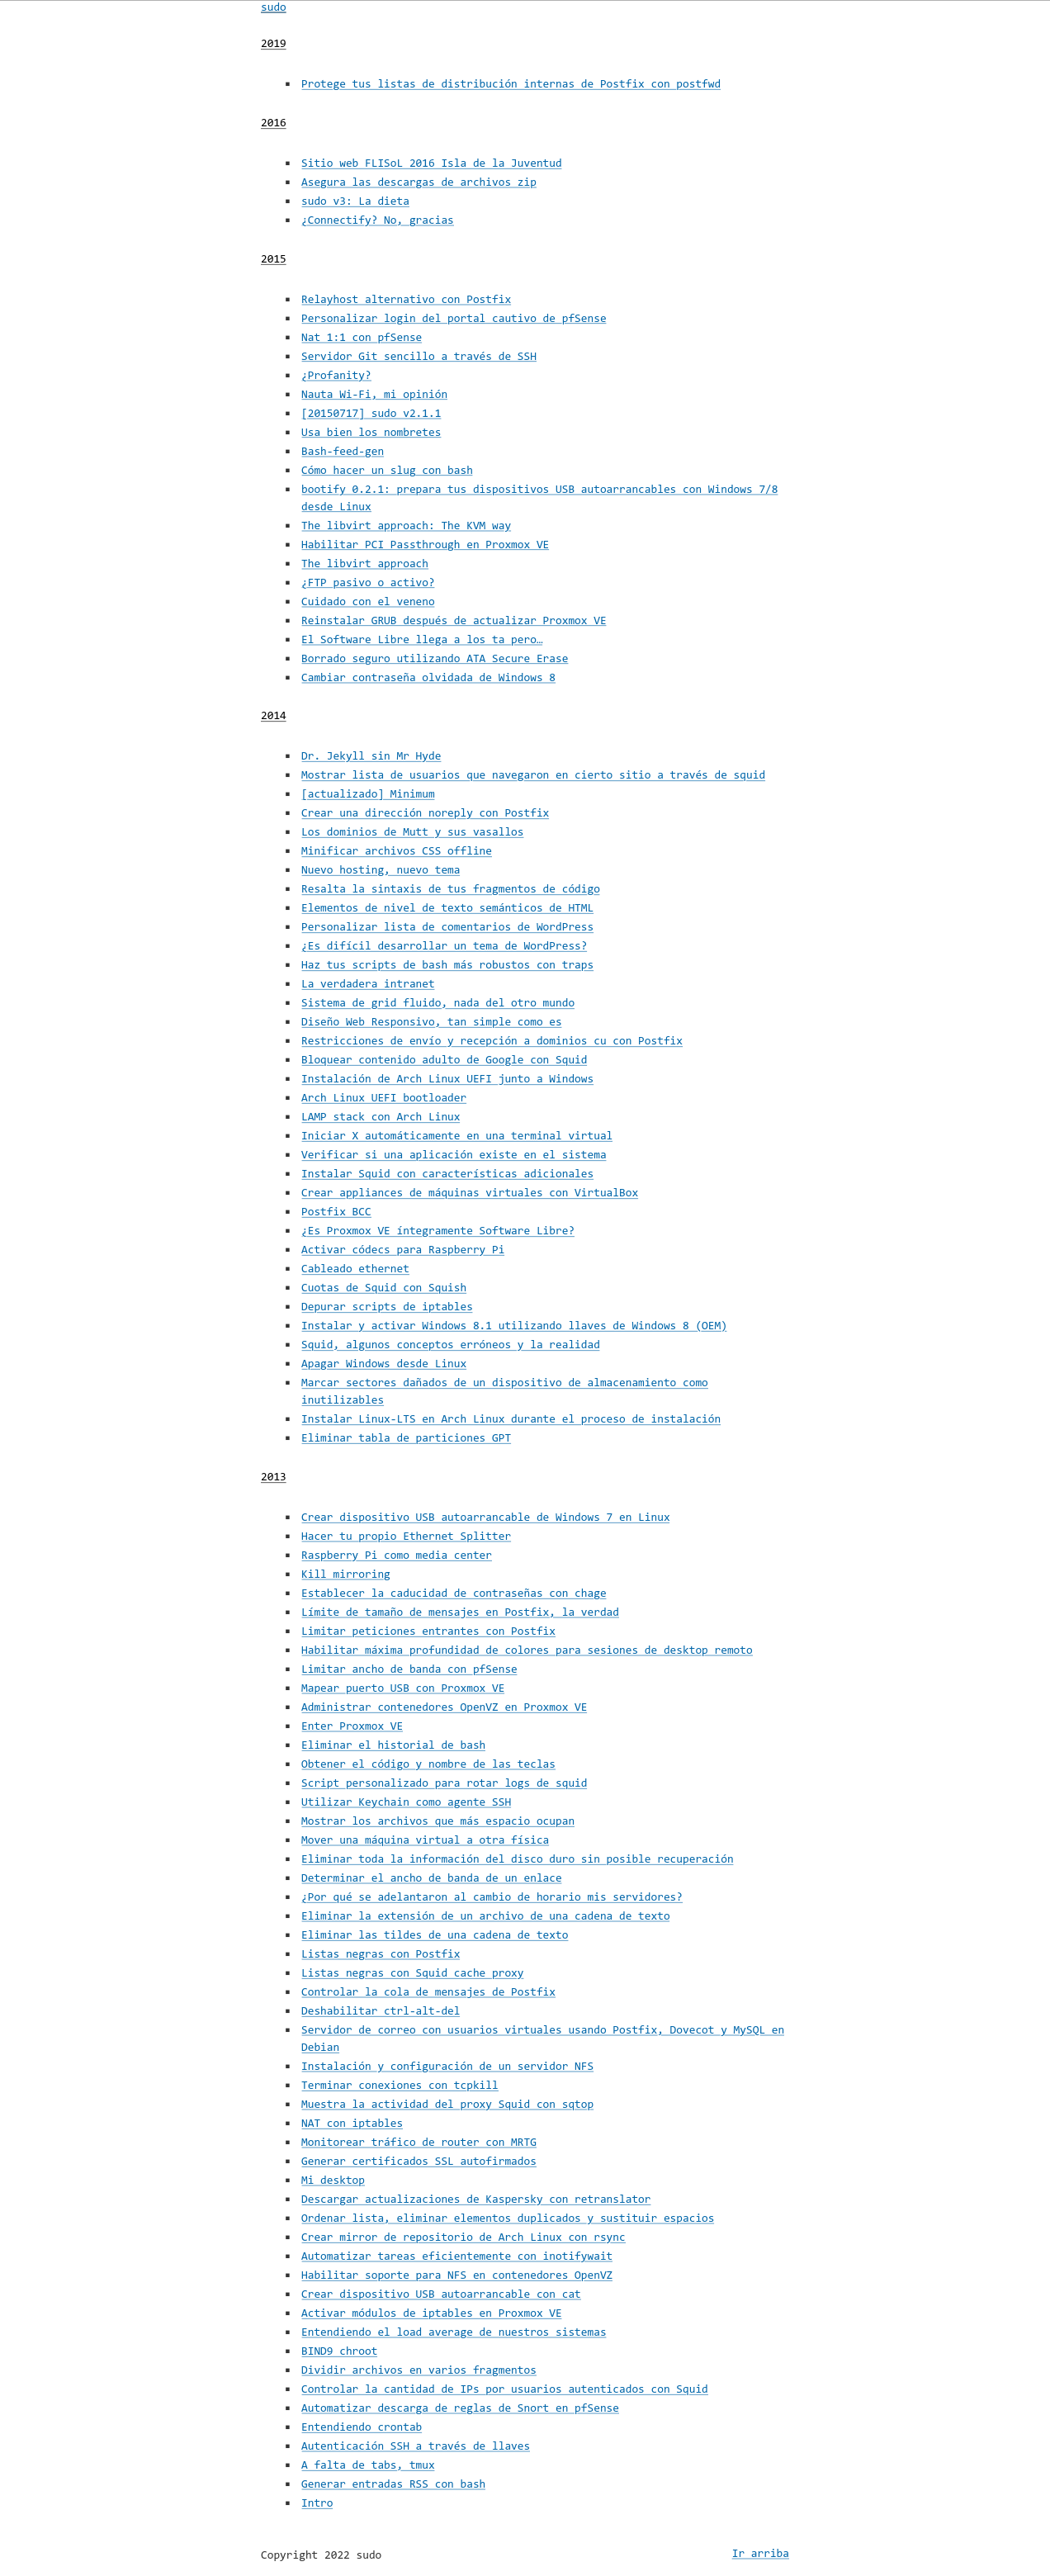 sudo
2019
Protege tus listas de distribución internas de Postfix con postfwd
2016
Sitio web FLISoL 2016 Isla de la Juventud
Asegura las descargas de archivos zip
sudo v3: La dieta
¿Connectify? No, gracias
2015
Relayhost alternativo con Postfix
Personalizar login del portal cautivo de pfSense
Nat 1:1 con pfSense
Servidor Git sencillo a través de SSH
¿Profanity?
Nauta Wi-Fi, mi opinión
[20150717] sudo v2.1.1
Usa bien los nombretes
Bash-feed-gen
Cómo hacer un slug con bash
bootify 0.2.1: prepara tus dispositivos USB autoarrancables con Windows 7/8
desde Linux
The libvirt approach: The KVM way
Habilitar PCI Passthrough en Proxmox VE
The libvirt approach
¿FTP pasivo o activo?
Cuidado con el veneno
Reinstalar GRUB después de actualizar Proxmox VE
El Software Libre llega a los ta pero…
Borrado seguro utilizando ATA Secure Erase
Cambiar contraseña olvidada de Windows 8
2014
Dr. Jekyll sin Mr Hyde
Mostrar lista de usuarios que navegaron en cierto sitio a través de squid
[actualizado] Minimum
Crear una dirección noreply con Postfix
Los dominios de Mutt y sus vasallos
Minificar archivos CSS offline
Nuevo hosting, nuevo tema
Resalta la sintaxis de tus fragmentos de código
Elementos de nivel de texto semánticos de HTML
Personalizar lista de comentarios de WordPress
¿Es difícil desarrollar un tema de WordPress?
Haz tus scripts de bash más robustos con traps
La verdadera intranet
Sistema de grid fluido, nada del otro mundo
Diseño Web Responsivo, tan simple como es
Restricciones de envío y recepción a dominios cu con Postfix
Bloquear contenido adulto de Google con Squid
Instalación de Arch Linux UEFI junto a Windows
Arch Linux UEFI bootloader
LAMP stack con Arch Linux
Iniciar X automáticamente en una terminal virtual
Verificar si una aplicación existe en el sistema
Instalar Squid con características adicionales
Crear appliances de máquinas virtuales con VirtualBox
Postfix BCC
¿Es Proxmox VE íntegramente Software Libre?
Activar códecs para Raspberry Pi
Cableado ethernet
Cuotas de Squid con Squish
Depurar scripts de iptables
Instalar y activar Windows 8.1 utilizando llaves de Windows 8 (OEM)
Squid, algunos conceptos erróneos y la realidad
Apagar Windows desde Linux
Marcar sectores dañados de un dispositivo de almacenamiento como
inutilizables
Instalar Linux-LTS en Arch Linux durante el proceso de instalación
Eliminar tabla de particiones GPT
2013
Crear dispositivo USB autoarrancable de Windows 7 en Linux
Hacer tu propio Ethernet Splitter
Raspberry Pi como media center
Kill mirroring
Establecer la caducidad de contraseñas con chage
Límite de tamaño de mensajes en Postfix, la verdad
Limitar peticiones entrantes con Postfix
Habilitar máxima profundidad de colores para sesiones de desktop remoto
Limitar ancho de banda con pfSense
Mapear puerto USB con Proxmox VE
Administrar contenedores OpenVZ en Proxmox VE
Enter Proxmox VE
Eliminar el historial de bash
Obtener el código y nombre de las teclas
Script personalizado para rotar logs de squid
Utilizar Keychain como agente SSH
Mostrar los archivos que más espacio ocupan
Mover una máquina virtual a otra física
Eliminar toda la información del disco duro sin posible recuperación
Determinar el ancho de banda de un enlace
¿Por qué se adelantaron al cambio de horario mis servidores?
Eliminar la extensión de un archivo de una cadena de texto
Eliminar las tildes de una cadena de texto
Listas negras con Postfix
Listas negras con Squid cache proxy
Controlar la cola de mensajes de Postfix
Deshabilitar ctrl-alt-del
Servidor de correo con usuarios virtuales usando Postfix, Dovecot y MySQL en
Debian
Instalación y configuración de un servidor NFS
Terminar conexiones con tcpkill
Muestra la actividad del proxy Squid con sqtop
NAT con iptables
Monitorear tráfico de router con MRTG
Generar certificados SSL autofirmados
Mi desktop
Descargar actualizaciones de Kaspersky con retranslator
Ordenar lista, eliminar elementos duplicados y sustituir espacios
Crear mirror de repositorio de Arch Linux con rsync
Automatizar tareas eficientemente con inotifywait
Habilitar soporte para NFS en contenedores OpenVZ
Crear dispositivo USB autoarrancable con cat
Activar módulos de iptables en Proxmox VE
Entendiendo el load average de nuestros sistemas
BIND9 chroot
Dividir archivos en varios fragmentos
Controlar la cantidad de IPs por usuarios autenticados con Squid
Automatizar descarga de reglas de Snort en pfSense
Entendiendo crontab
Autenticación SSH a través de llaves
A falta de tabs, tmux
Generar entradas RSS con bash
Intro
Copyright 2022 sudo
Ir arriba